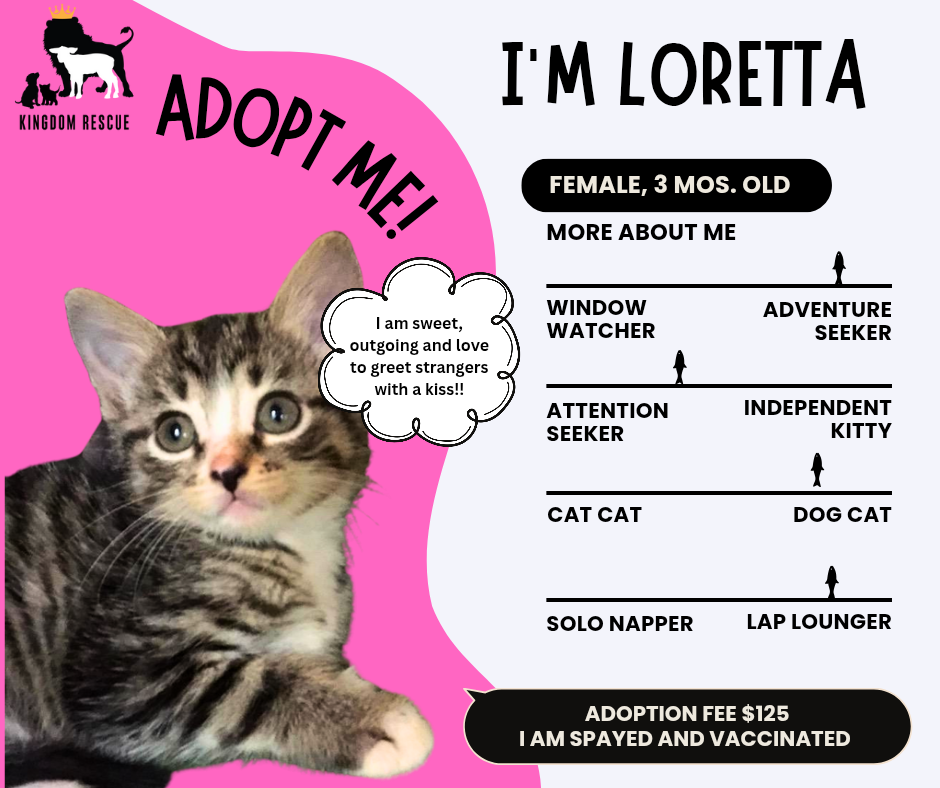 KINGDOM RESCUE
ADOPT ME!
I'M LORETTA
FEMALE, 3 MOS. OLD
MORE ABOUT ME
WINDOW
WATCHER
ADVENTURE
SEEKER
I am sweet,
outgoing and love
to greet strangers
with a kiss!!
ATTENTION
SEEKER
INDEPENDENT
KITTY
CAT CAT
DOG CAT
SOLO NAPPER
LAP LOUNGER
ADOPTION FEE $125
I AM SPAYED AND VACCINATED